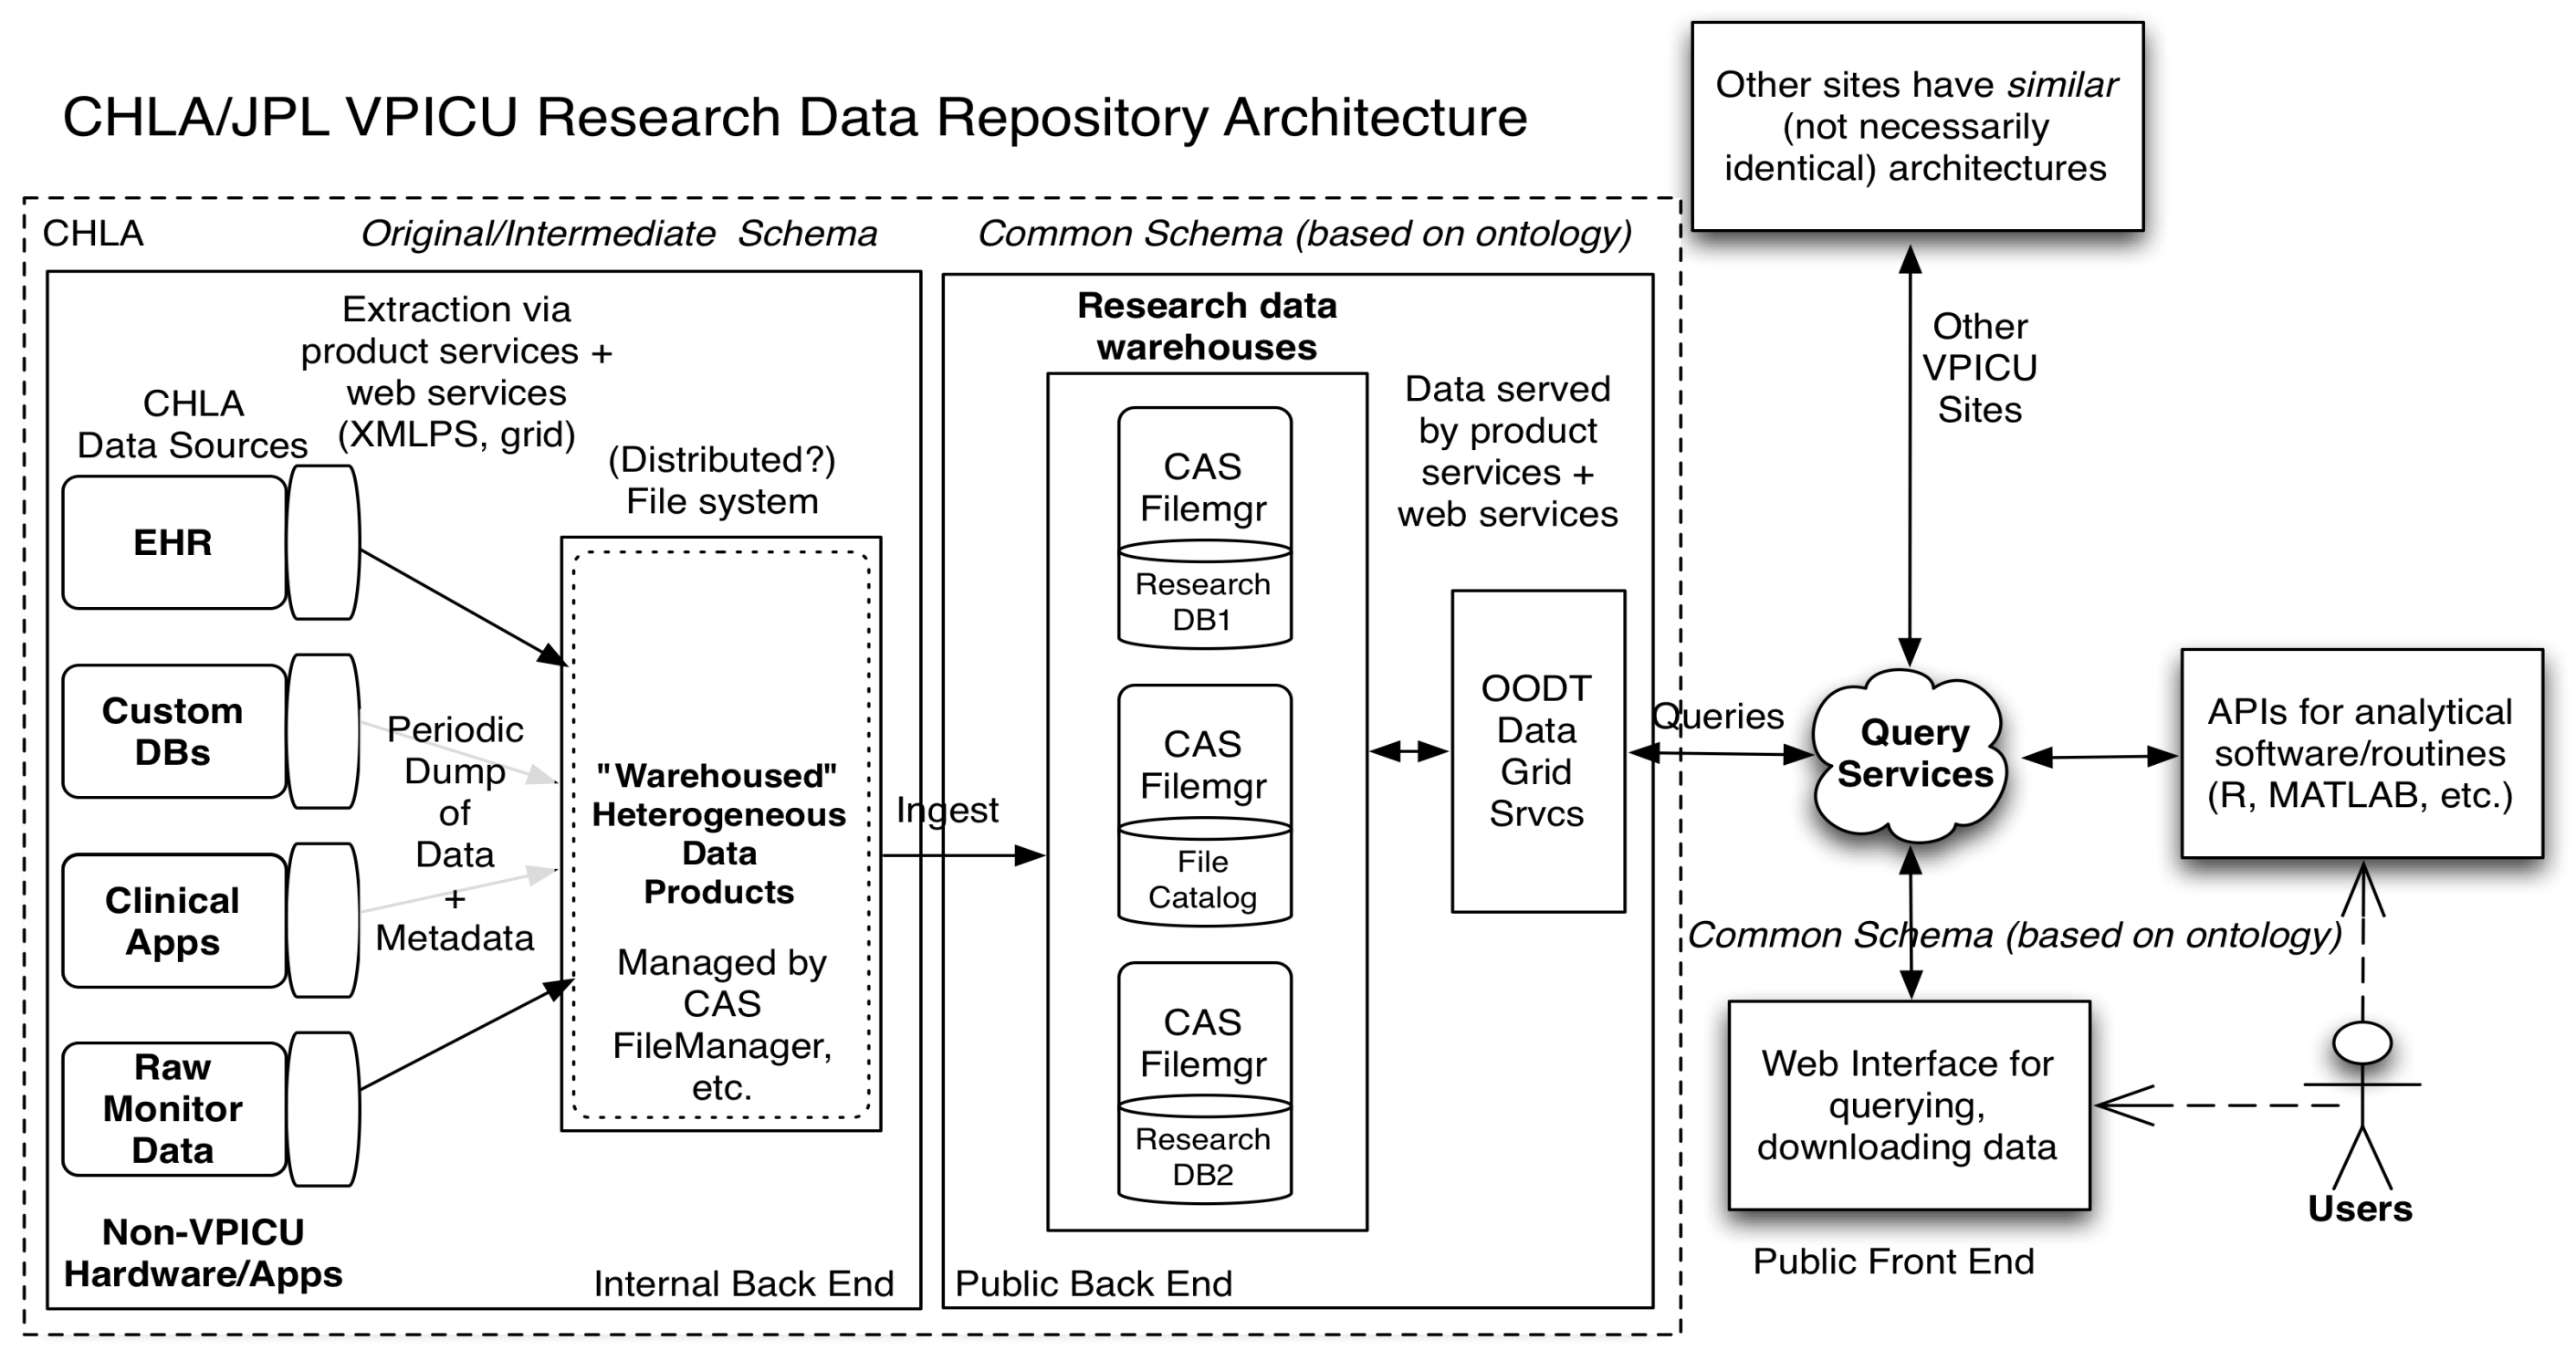 CHLA/JPL VPICU Research Data Repository Architecture
CHLA
Original/Intermediate Schema
Extraction via
product services +
web services
(XMLPS, grid)
CHLA
Data Sources
EHR
Custom
DBs
Clinical
Apps
Raw
Monitor
Data
Non-VPICU
Hardware/Apps
Periodic
Dump
of
Data
+
Metadata
(Distributed?)
File system
"Warehoused"
Heterogeneous
Data
Products
Managed by
CAS
FileManager,
etc.
Internal Back End
Ingest
Common Schema (based on ontology)
Research data
warehouses
CAS
Filemgr
Research
DB1
CAS
Filemgr
File
Catalog
CAS
Filemgr
Research
DB2
Data served
by product
services +
web services
OODT
Data
Grid
Srvcs
Public Back End
Queries
Other sites have similar
(not necessarily
identical) architectures
Other
VPICU
Sites
Query
Services
APIs for analytical
software/routines
(R, MATLAB, etc.)
Common Schema (based on ontology)
Web Interface for
querying,
downloading data
Public Front End
Users